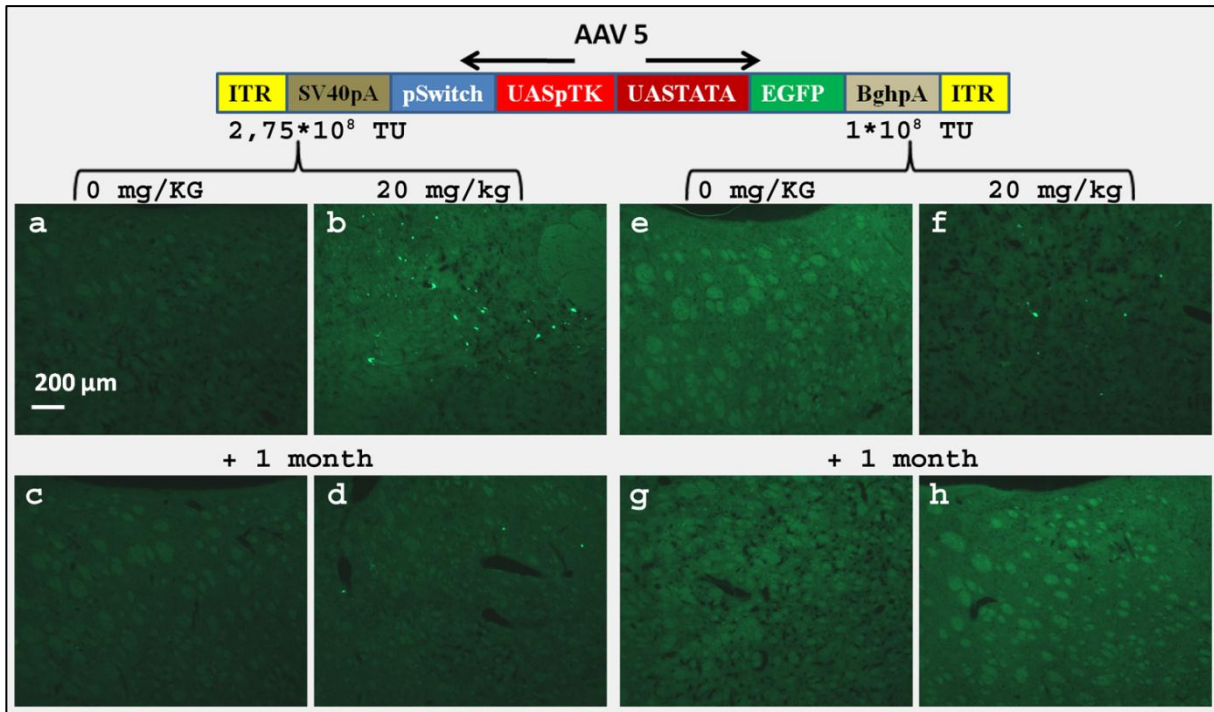 AAV 5
ITR SV40pA pSwitch UASpTK UASTATA EGFP BghpA ITR
2,75*10⁸ TU 1*10⁸ TU
0 mg/KG 20 mg/kg 0 mg/KG 20 mg/kg
a b e f
200 µm
+ 1 month + 1 month
c d g h